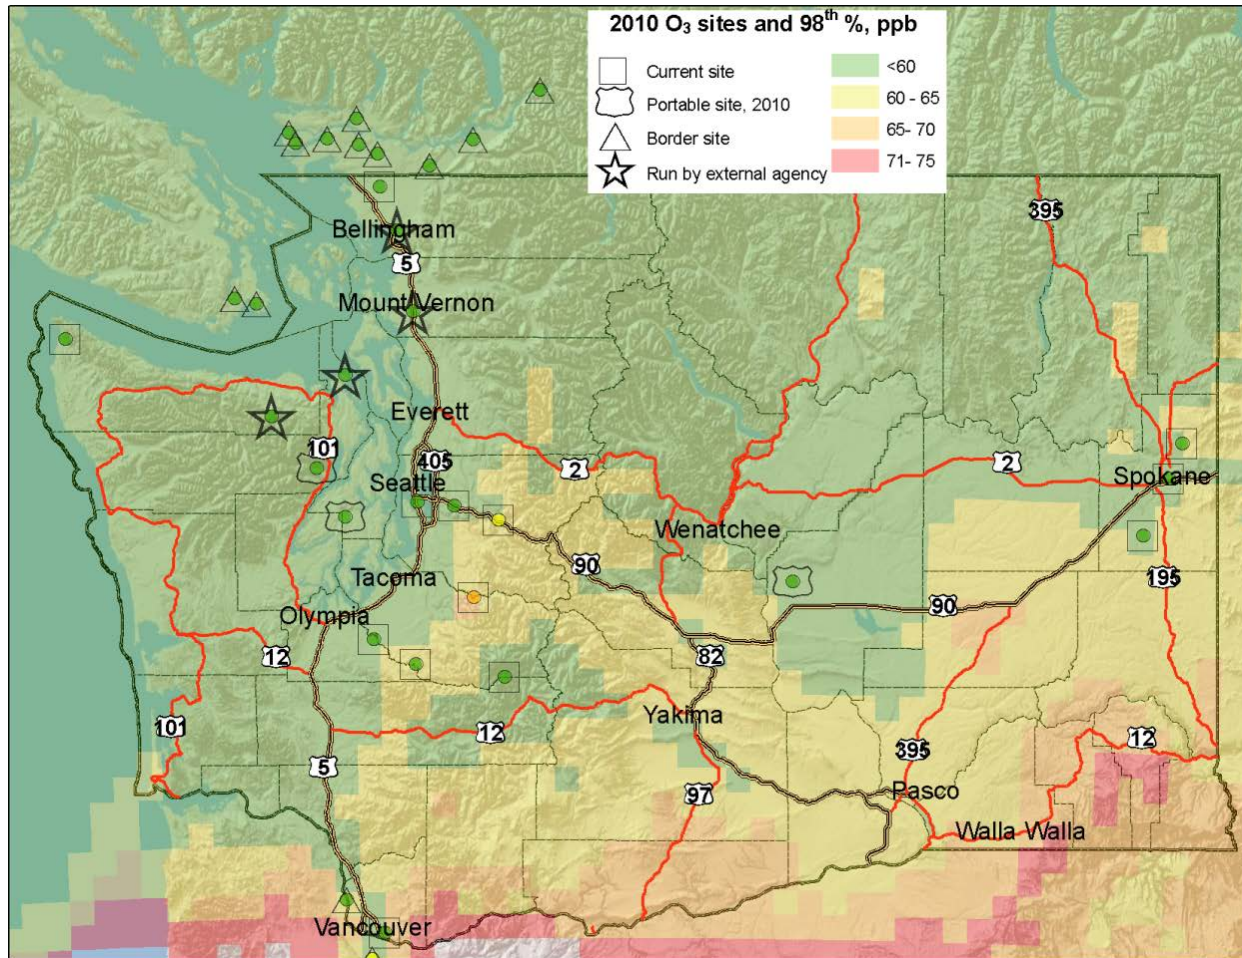 2010 O₃ sites and 98th %, ppb
Current site
Portable site, 2010
Border site
Run by external agency
<60
60 - 65
65- 70
71- 75
395
Bellingham
5
Mount Vernon
Everett
101
405
2
2
Seattle
Spokane
Wenatchee
90
Tacoma
195
90
Olympia
12
82
Yakima
101
12
395
12
5
97
Pasco
Walla Walla
Vancouver